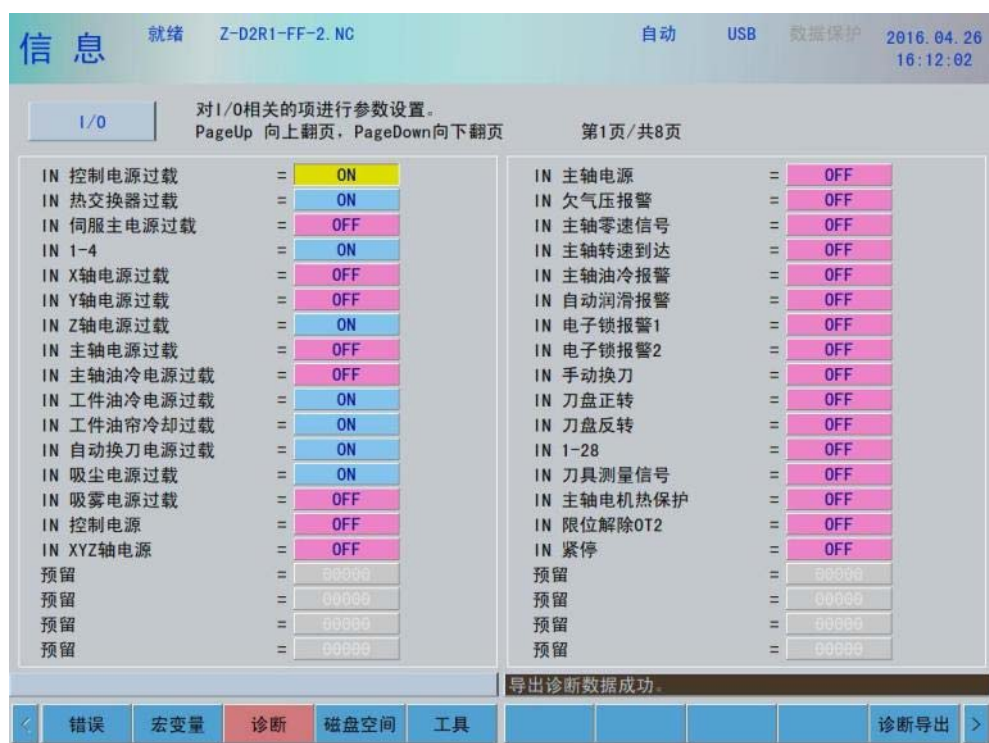 信 息 就绪 Z-D2R1-FF-2.NC 自动 USB 数据保护 2016.04.26
16:12:02
I/O
对I/O相关的项进行参数设置。
PageUp 向上翻页，PageDown向下翻页 第1页/共8页
IN 控制电源过载 = ON
IN 热交换器过载 = ON
IN 伺服主电源过载 = OFF
IN 1-4 = ON
IN X轴电源过载 = OFF
IN Y轴电源过载 = OFF
IN Z轴电源过载 = ON
IN 主轴电源过载 = OFF
IN 主轴油冷电源过载 = OFF
IN 工件油冷电源过载 = ON
IN 工件油帘冷却过载 = ON
IN 自动换刀电源过载 = ON
IN 吸尘电源过载 = ON
IN 吸雾电源过载 = OFF
IN 控制电源 = OFF
IN XYZ轴电源 = OFF
预留 = 00000
预留 = 00000
预留 = 00000
预留 = 00000
IN 主轴电源 = OFF
IN 欠气压报警 = OFF
IN 主轴零速信号 = OFF
IN 主轴转速到达 = OFF
IN 主轴油冷报警 = OFF
IN 自动润滑报警 = OFF
IN 电子锁报警1 = OFF
IN 电子锁报警2 = OFF
IN 手动换刀 = OFF
IN 刀盘正转 = OFF
IN 刀盘反转 = OFF
IN 1-28 = OFF
IN 刀具测量信号 = OFF
IN 主轴电机热保护 = OFF
IN 限位解除OT2 = OFF
IN 紧停 = OFF
预留 = 00000
预留 = 00000
预留 = 00000
预留 = 00000
导出诊断数据成功。
< 错误 宏变量 诊断 磁盘空间 工具 诊断导出 >